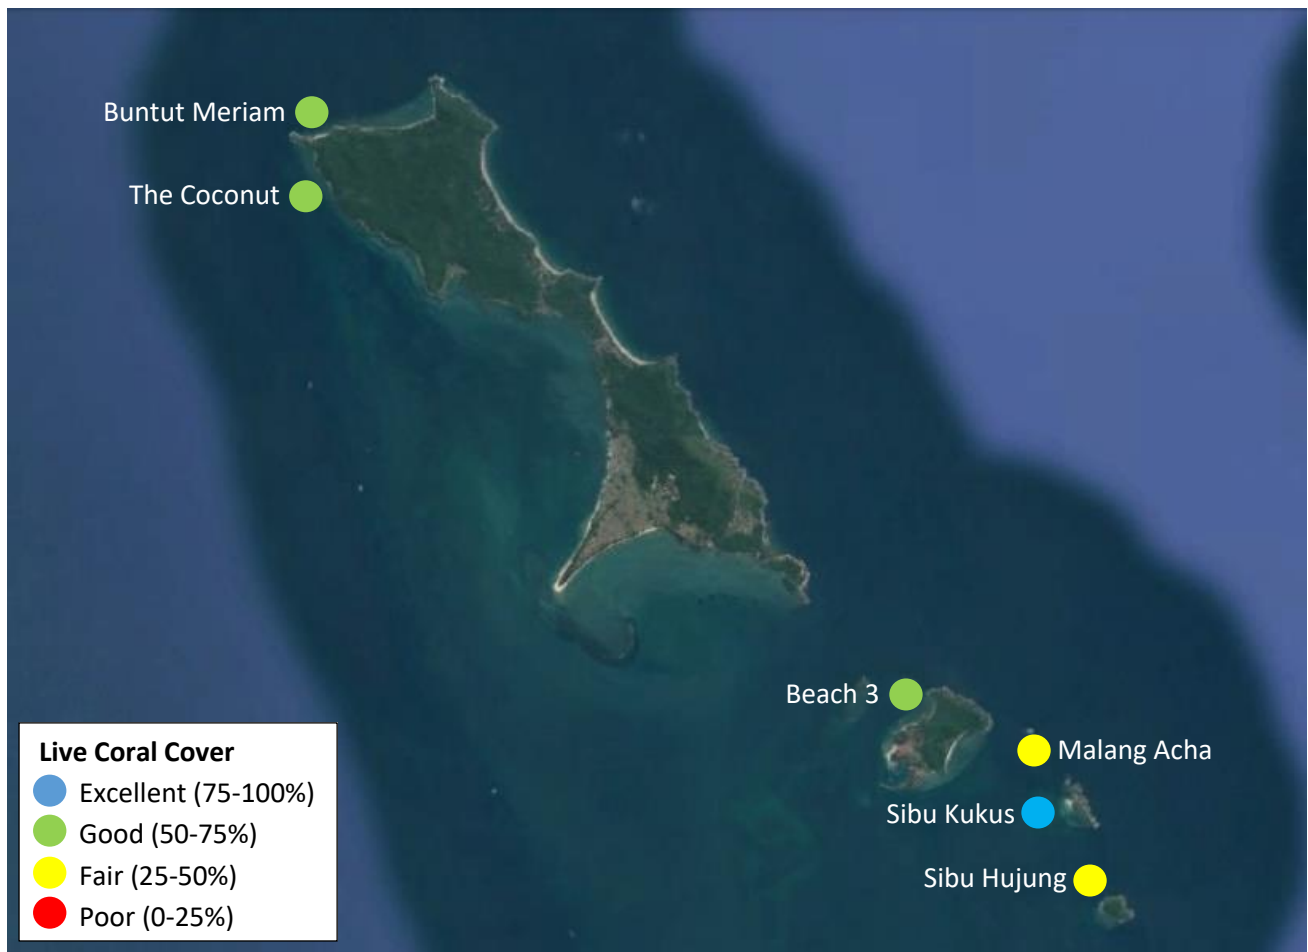 Buntut Meriam
The Coconut
Beach 3
Malang Acha
Sibu Kukus
Sibu Hujung
Live Coral Cover
Excellent (75-100%)
Good (50-75%)
Fair (25-50%)
Poor (0-25%)